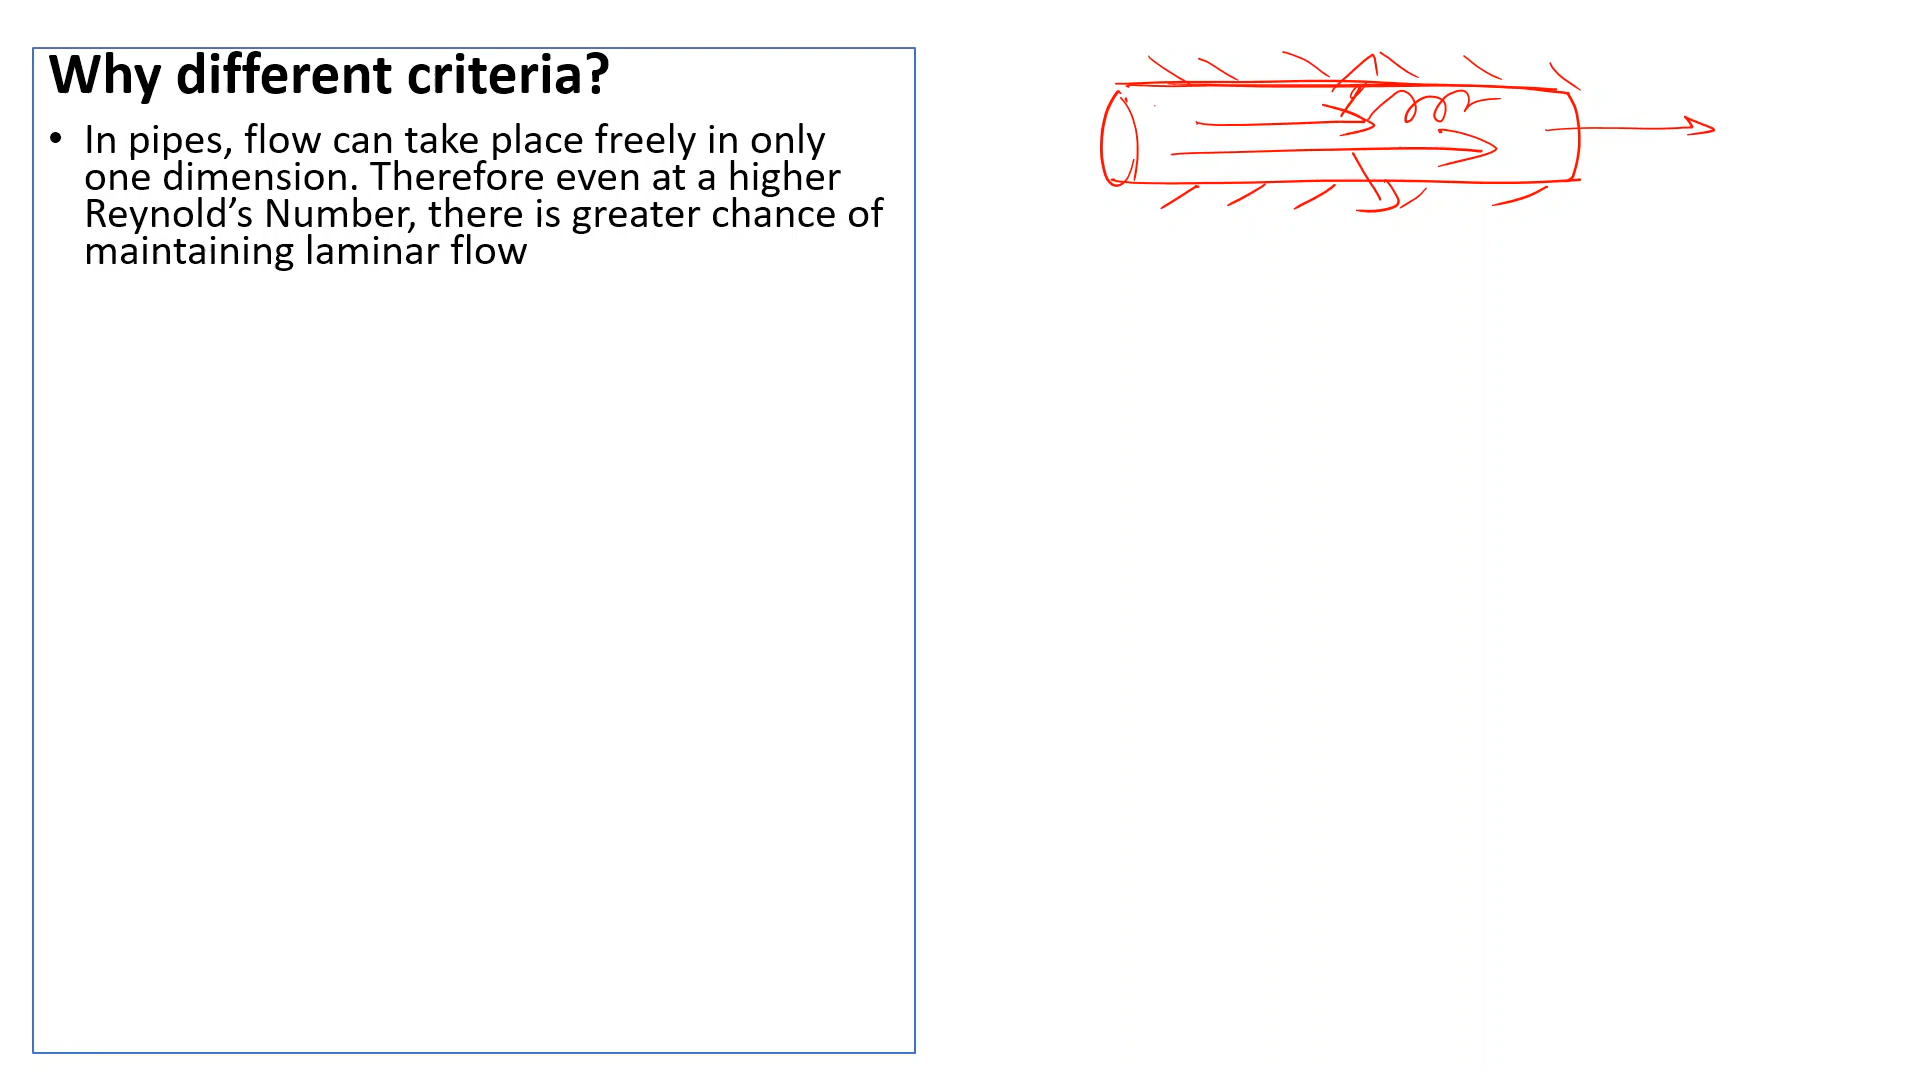 Why different criteria?
• In pipes, flow can take place freely in only
one dimension. Therefore even at a higher
Reynold’s Number, there is greater chance of
maintaining laminar flow